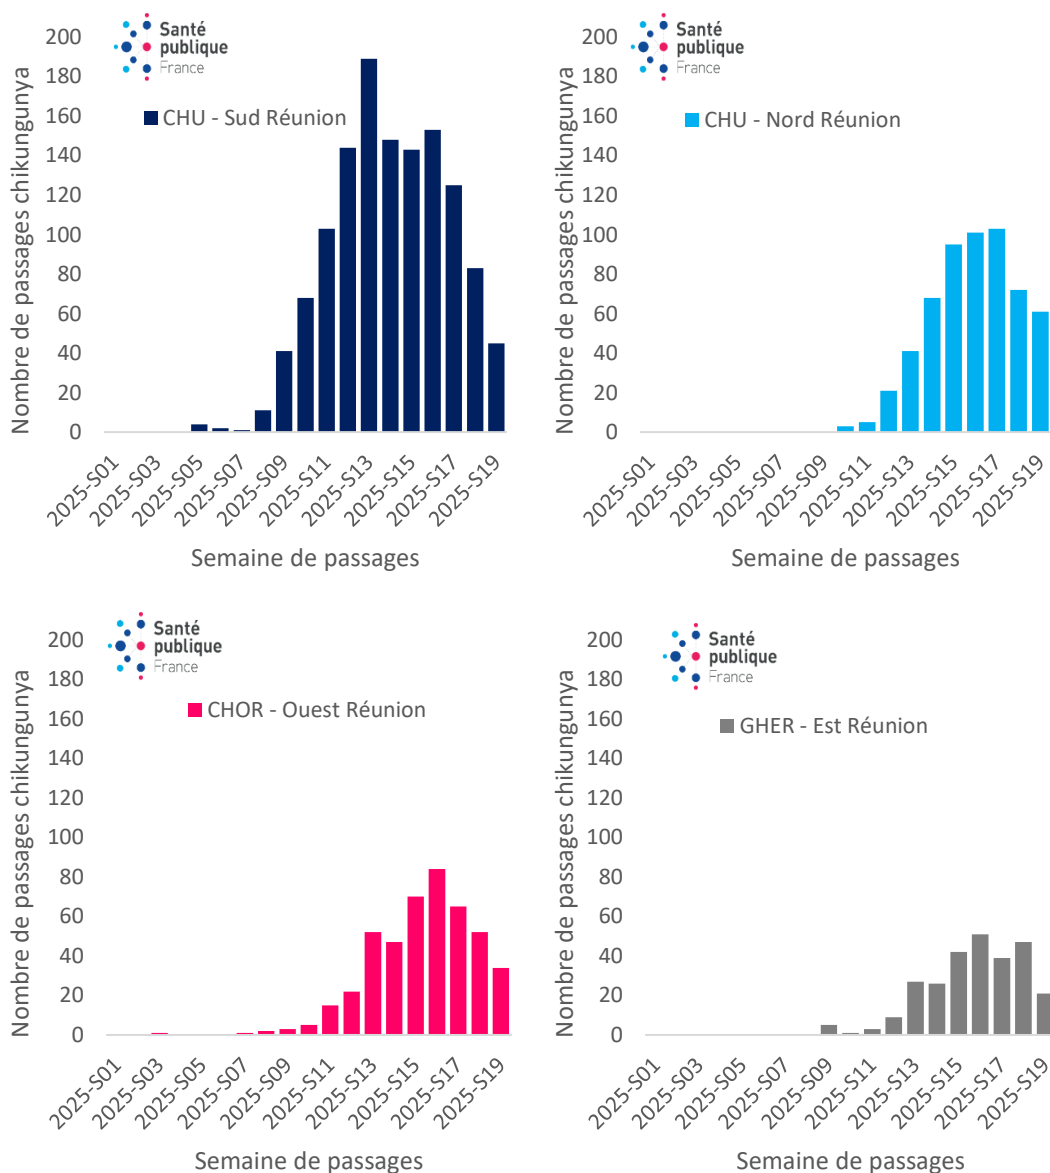 Santé
publique
France
CHU - Sud Réunion
Nombre de passages chikungunya
200
180
160
140
120
100
80
60
40
20
0
2025-S01
2025-S03
2025-S05
2025-S07
2025-S09
2025-S11
2025-S13
2025-S15
2025-S17
2025-S19
Semaine de passages
Santé
publique
France
CHU - Nord Réunion
Nombre de passages chikungunya
200
180
160
140
120
100
80
60
40
20
0
2025-S01
2025-S03
2025-S05
2025-S07
2025-S09
2025-S11
2025-S13
2025-S15
2025-S17
2025-S19
Semaine de passages
Santé
publique
France
CHOR - Ouest Réunion
Nombre de passages chikungunya
200
180
160
140
120
100
80
60
40
20
0
2025-S01
2025-S03
2025-S05
2025-S07
2025-S09
2025-S11
2025-S13
2025-S15
2025-S17
2025-S19
Semaine de passages
Santé
publique
France
GHER - Est Réunion
Nombre de passages chikungunya
200
180
160
140
120
100
80
60
40
20
0
2025-S01
2025-S03
2025-S05
2025-S07
2025-S09
2025-S11
2025-S13
2025-S15
2025-S17
2025-S19
Semaine de passages